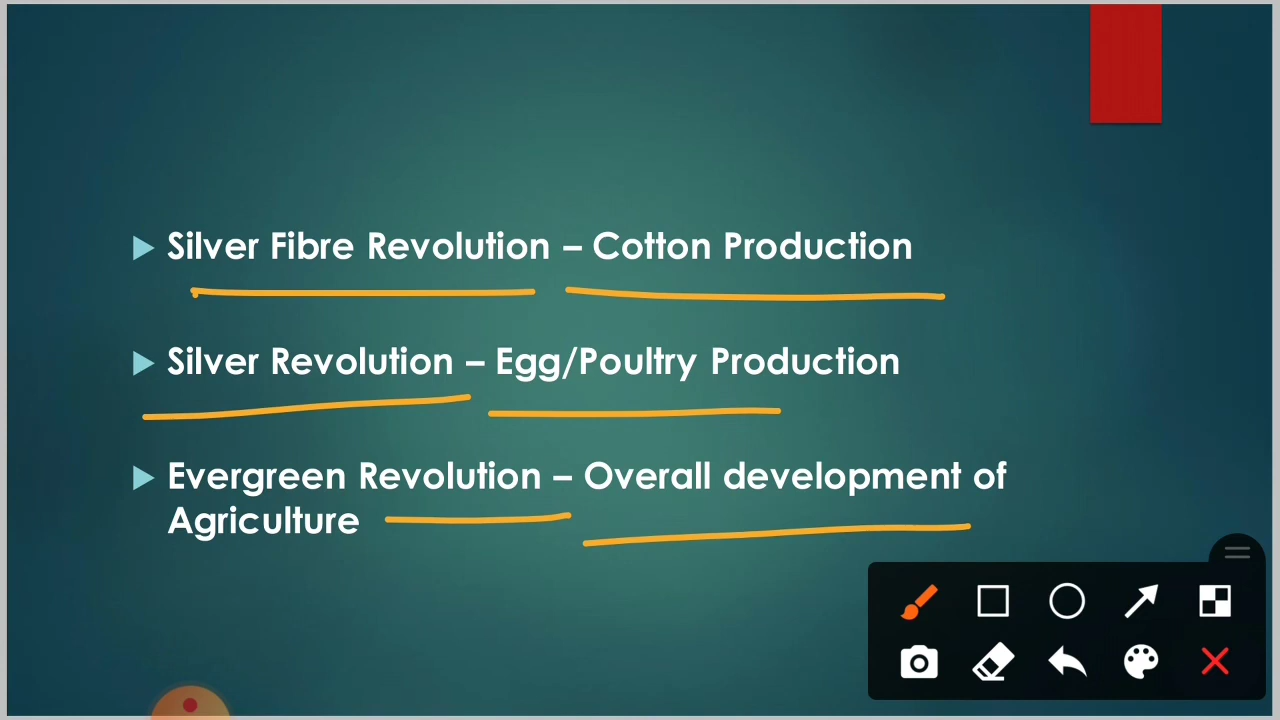 Silver Fibre Revolution – Cotton Production
Silver Revolution – Egg/Poultry Production
Evergreen Revolution – Overall development of
Agriculture